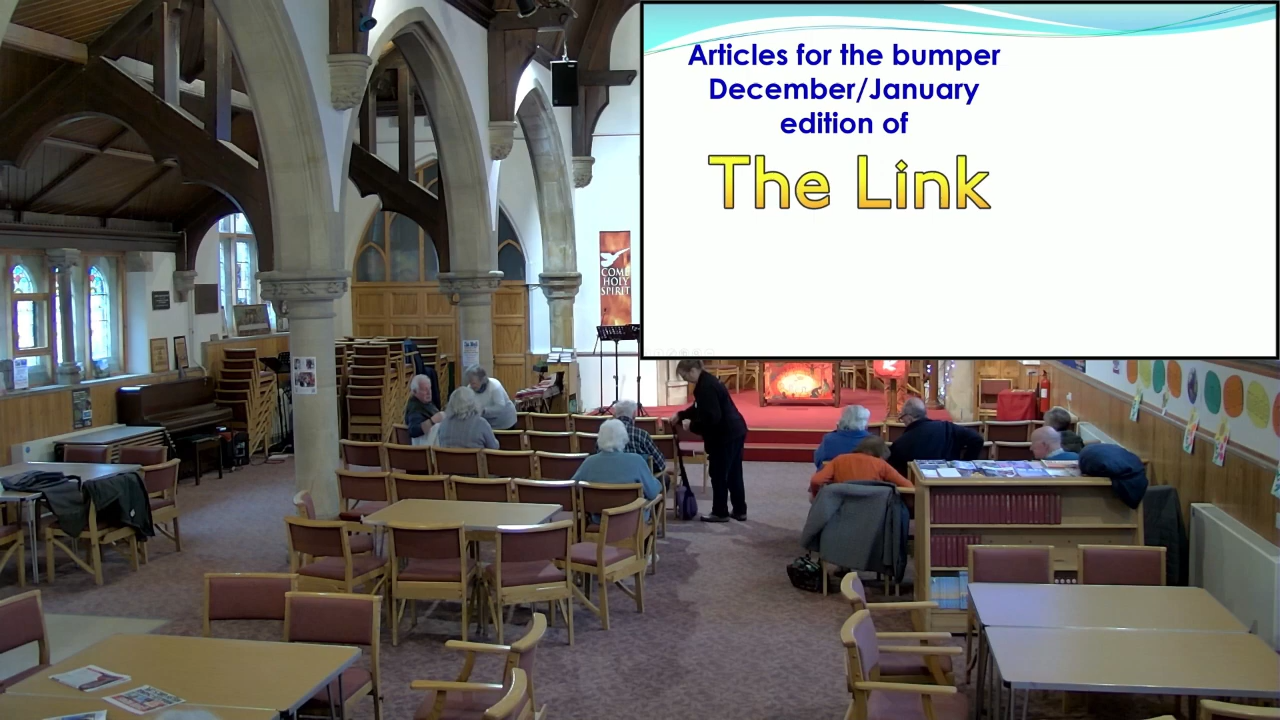 Articles for the bumper
December/January
edition of
The Link
COME
HOLY
SPIRIT